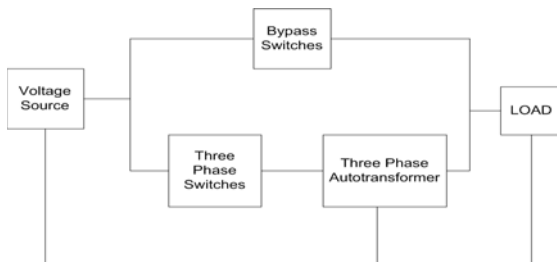 Bypass
Switches
Voltage
Source
LOAD
Three
Phase
Switches
Three Phase
Autotransformer